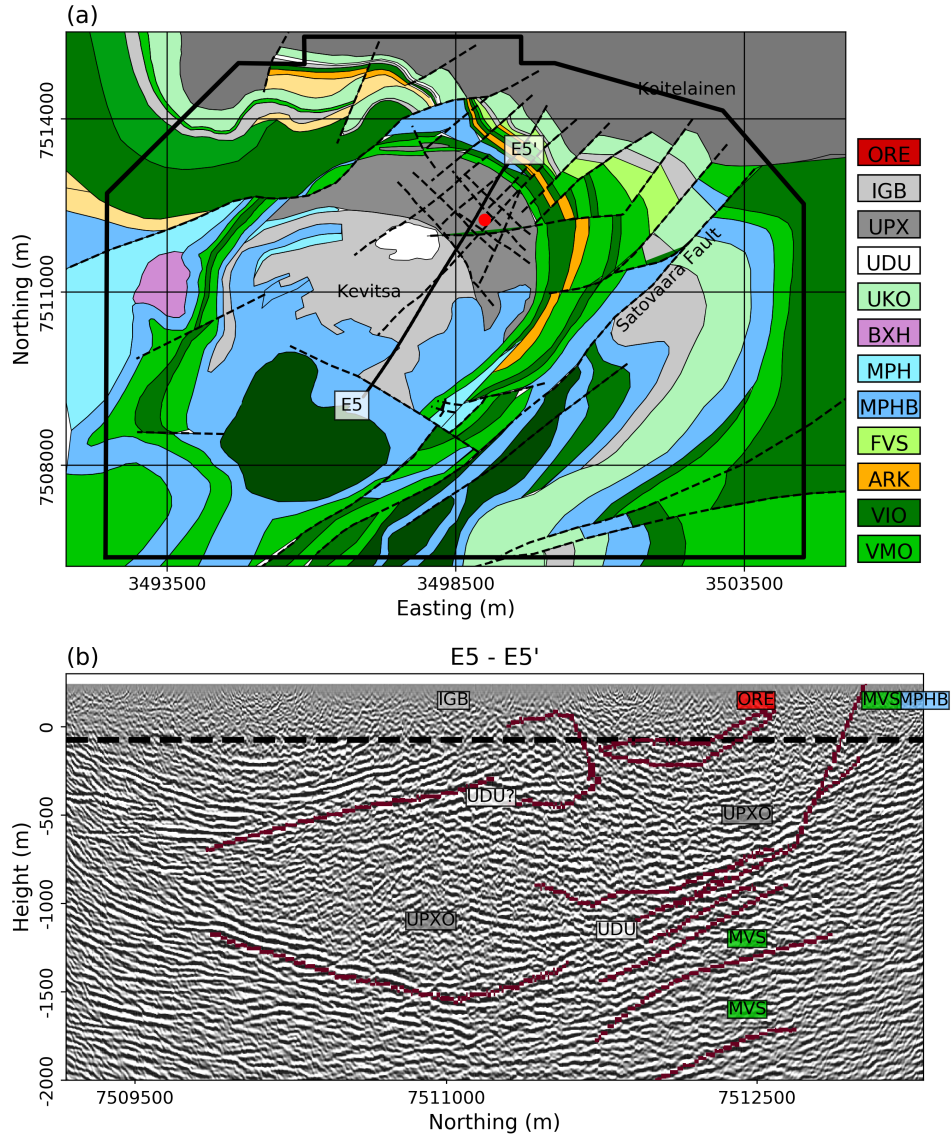 (a)
Koitelainen
E5'
Kevitsa
Satovaara Fault
E5
7514000
7511000
7508000
Northing (m)
3493500
3498500
3503500
Easting (m)
ORE
IGB
UPX
UDU
UKO
BXH
MPH
MPHB
FVS
ARK
VIO
VMO
(b)
E5 - E5'
IGB
ORE
MVS
MPHB
UDU?
UPXO
UPXO
UDU
MVS
MVS
0
-500
-1000
-1500
-2000
Height (m)
7509500
7511000
7512500
Northing (m)